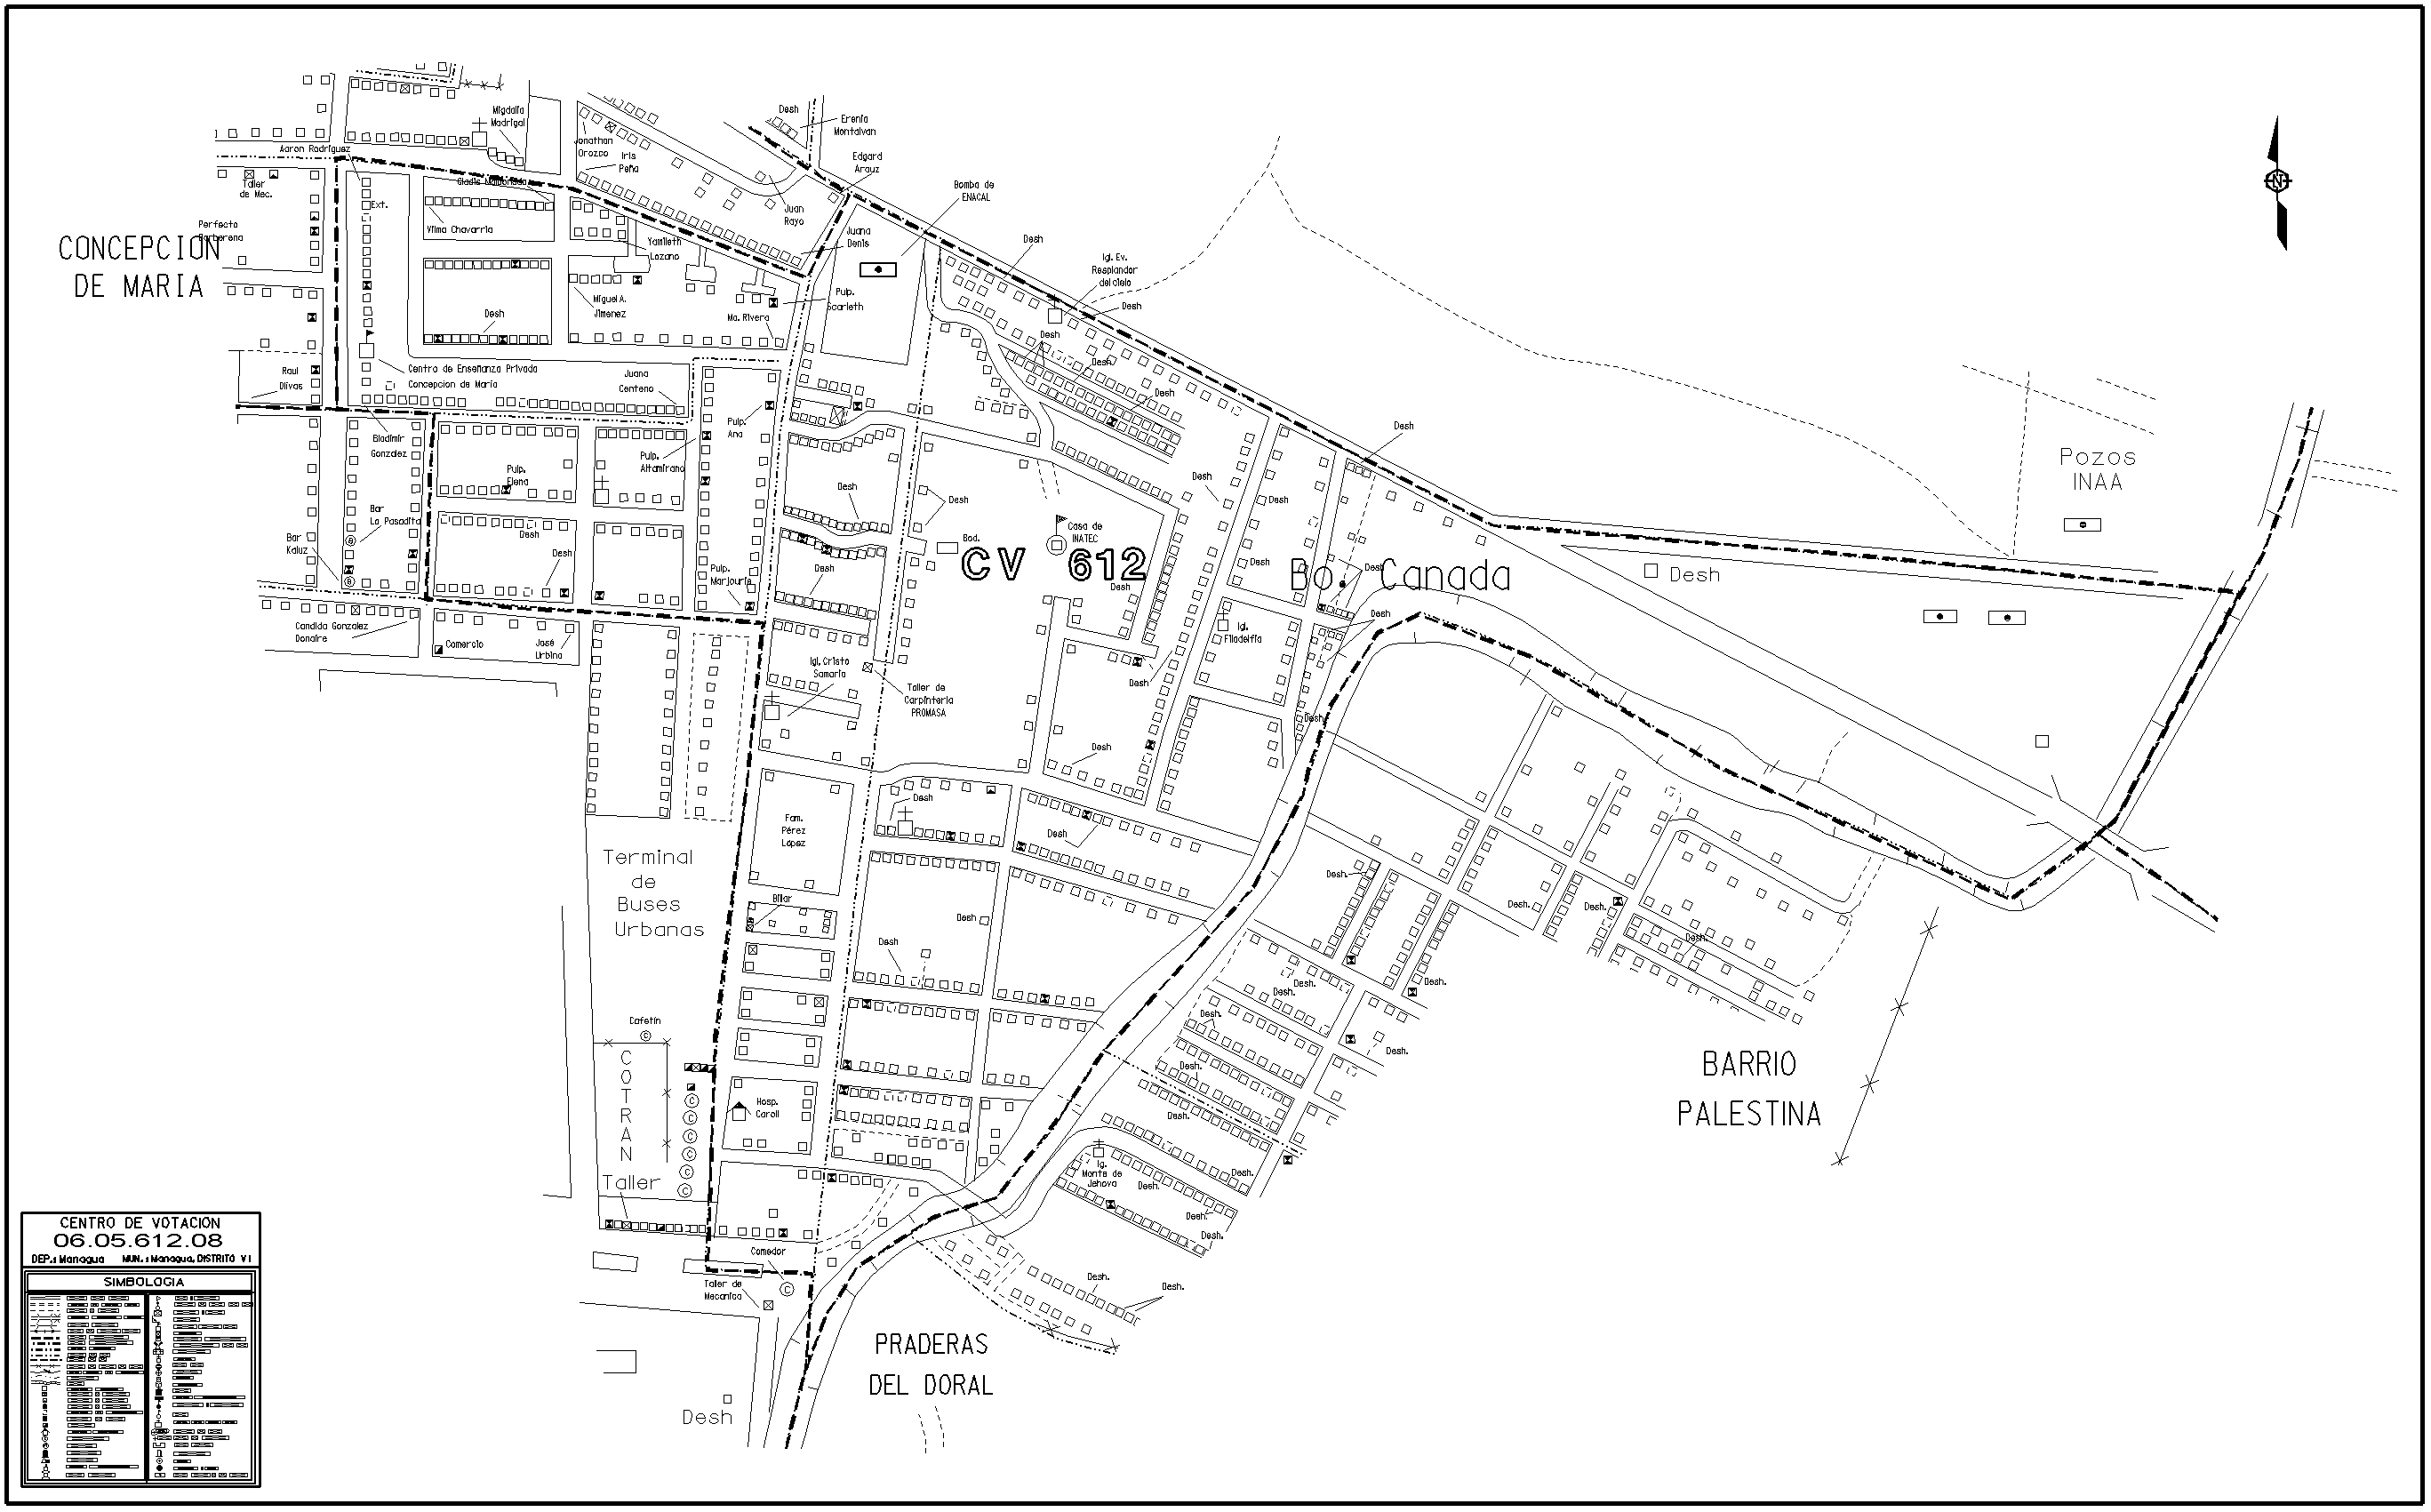 Migdalia
Madrigal
Aaron Rodriguez
Jonathan
Orozco
Iris
Peña
Desh
Erenia
Montalvan
Edgard
Arauz
Bomba de
ENACAL
Taller
de Mec.
Gladis Maldonado
Ext.
Perfecto
Barberena
CONCEPCION
DE MARIA
Vilma Chavarria
Yamileth
Lozano
Juan
Rayo
Juana
Denis
Desh
Igl. Ev.
Resplandor
del cielo
Desh
Miguel A.
Jimenez
Desh
Pulp.
Scarleth
Ma. Rivera
Desh
Desh
Desh
Raul
Olivas
Centro de Enseñanza Privada
Concepcion de Maria
Juana
Centeno
Bladimir
Gonzalez
Pulp.
Ana
Pulp.
Altamirano
Pulp.
Elena
Desh
Desh
Desh
Desh
Desh
Pozos
INAA
Bar
La Pasadita
Bar
Kaluz
Desh
Desh
Pulp.
Marjourie
Desh
Bod.
Casa de
INATEC
CV 612
Desh
Desh
Bo. Canada
Desh
Desh
Desh
Candida Gonzalez
Donaire
Comercio
José
Urbina
Igl. Cristo
Samaria
Taller de
Carpinteria
PROMASA
Igl.
Filadelfia
Desh
Desh
Desh
Desh
Desh
Fam.
Pérez
López
Terminal
de
Buses
Urbanas
Billar
Desh
Desh
Desh.
Desh.
Desh.
Desh.
Desh.
Desh.
Desh.
Desh.
Desh.
Cafetín
COTRAN
Hosp.
Caroll
Taller
Desh.
Desh.
Ig.
Monte de
Jehova
Desh.
Desh.
Desh.
Desh.
BARRIO
PALESTINA
Comedor
Taller de
Mecanica
Desh.
Desh.
PRADERAS
DEL DORAL
Desh
N
CENTRO DE VOTACION
06.05.612.08
DEP.: Managua MUN.: Managua, DISTRITO VI
SIMBOLOGIA